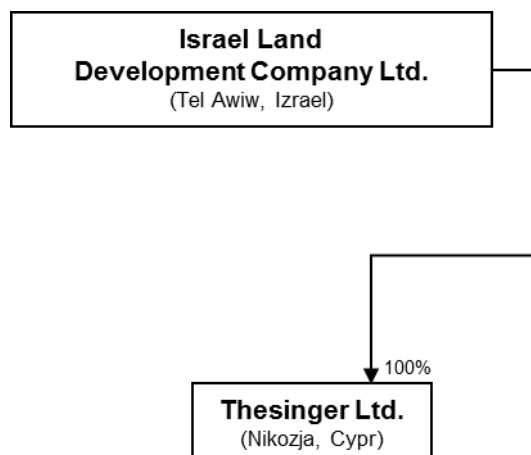 Israel Land
Development Company Ltd.
(Tel Awiw, Izrael)
100%
Thesinger Ltd.
(Nikozja, Cypr)